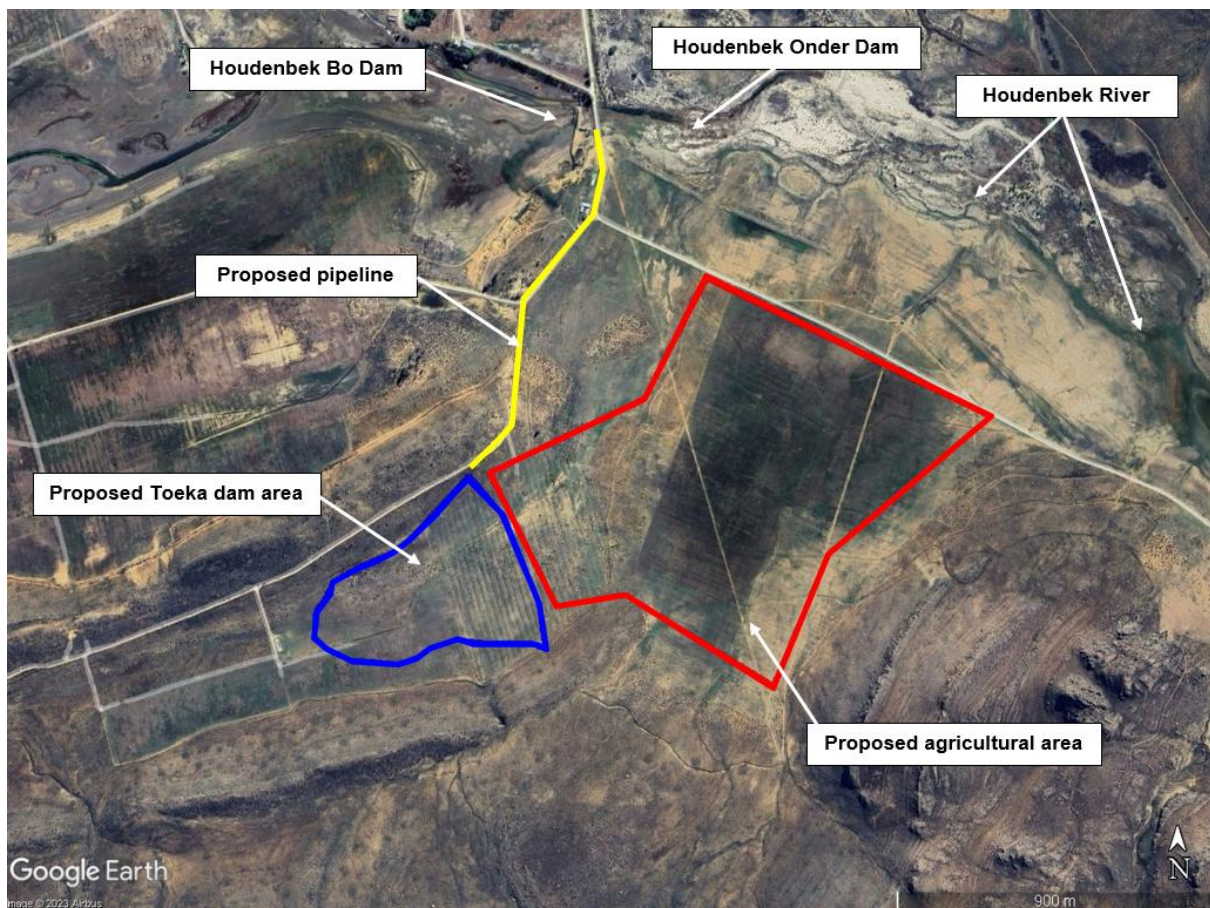 Houdenbek Onder Dam
Houdenbek Bo Dam
Houdenbek River
Proposed pipeline
Proposed Toeka dam area
Proposed agricultural area
N
Google Earth
Image © 2023 Airbus
900 m